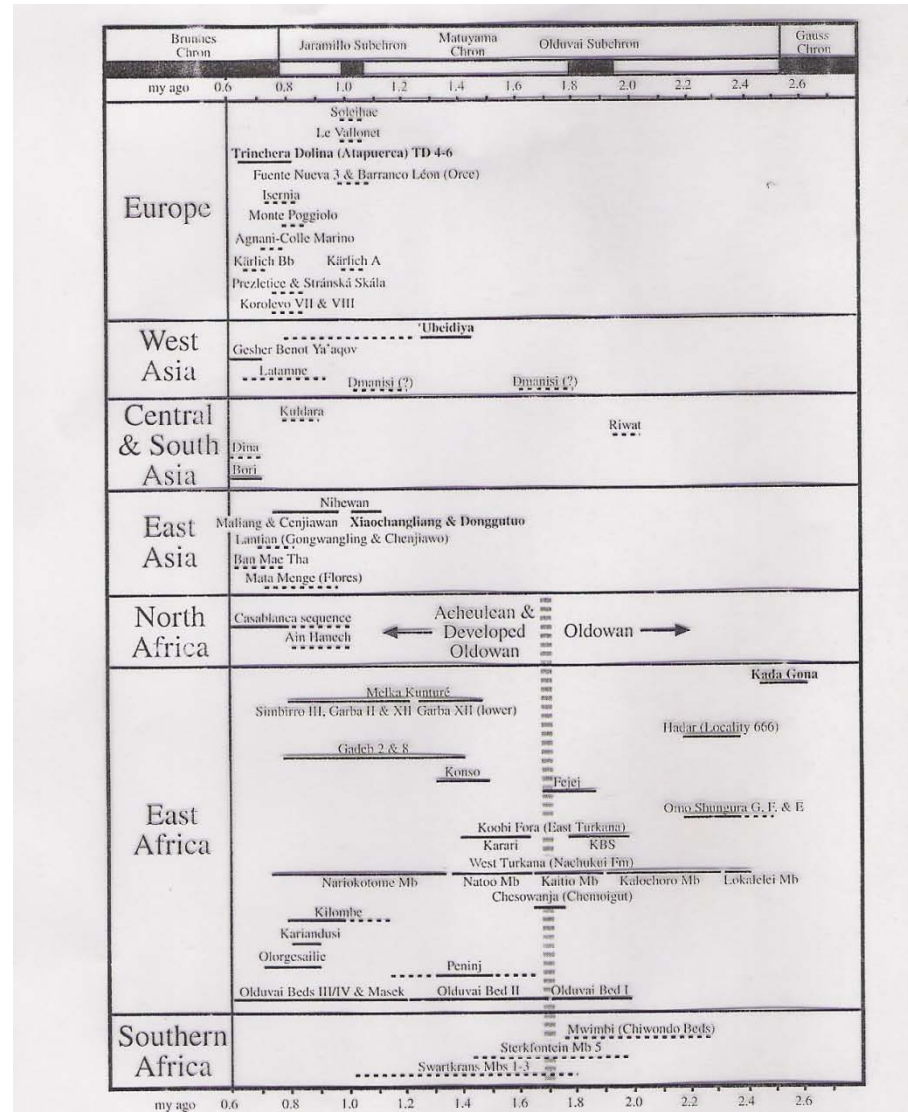 Brunhes
Chron
Jaramillo Subchron
Matuyama
Chron
Olduvai Subchron
Gauss
Chron
my ago 0.6 0.8 1.0 1.2 1.4 1.6 1.8 2.0 2.2 2.4 2.6
Europe
Soleihac
Le Vallonet
Trinchera Dolina (Atapuerca) TD 4-6
Fuente Nueva 3 & Barranco Léon (Orce)
Isernia
Monte Poggiolo
Agnani-Colle Marino
Kärlich Bb Kärlich A
Prezletice & Stránská Skála
Korolevo VII & VIII
West
Asia
'Ubeidiya
Gesher Benot Ya'aqov
Latamne
Dmanisi (?) Dmanisi (?)
Central
& South
Asia
Kuldara
Riwat
Dina
Bori
East
Asia
Nihewan
Maliang & Cenjiawan Xiaochangliang & Donggutuo
Lantian (Gongwangling & Chenjiawo)
Ban Mae Tha
Mata Menge (Flores)
North
Africa
Casablanca sequence
Ain Hanech
Acheulean &
Developed
Oldowan
Oldowan
East
Africa
Kada Gona
Melka Kunturé
Simbirro III, Garba II & XII Garba XII (lower)
Hadar (Locality 666)
Gadeb 2 & 8
Konso
Fejej
Omo Shungura G, F, & E
Koobi Fora (East Turkana)
Karari KBS
West Turkana (Nachukui Fm)
Nariokotome Mb Natoo Mb Kaitio Mb Kalochoro Mb Lokalelei Mb
Chesowanja (Chemoigut)
Kilombe
Kariandusi
Olorgesailie
Peninj
Olduvai Beds III/IV & Masek Olduvai Bed II Olduvai Bed I
Southern
Africa
Mwimbi (Chiwondo Beds)
Sterkfontein Mb 5
Swartkrans Mbs 1-3
my ago 0.6 0.8 1.0 1.2 1.4 1.6 1.8 2.0 2.2 2.4 2.6